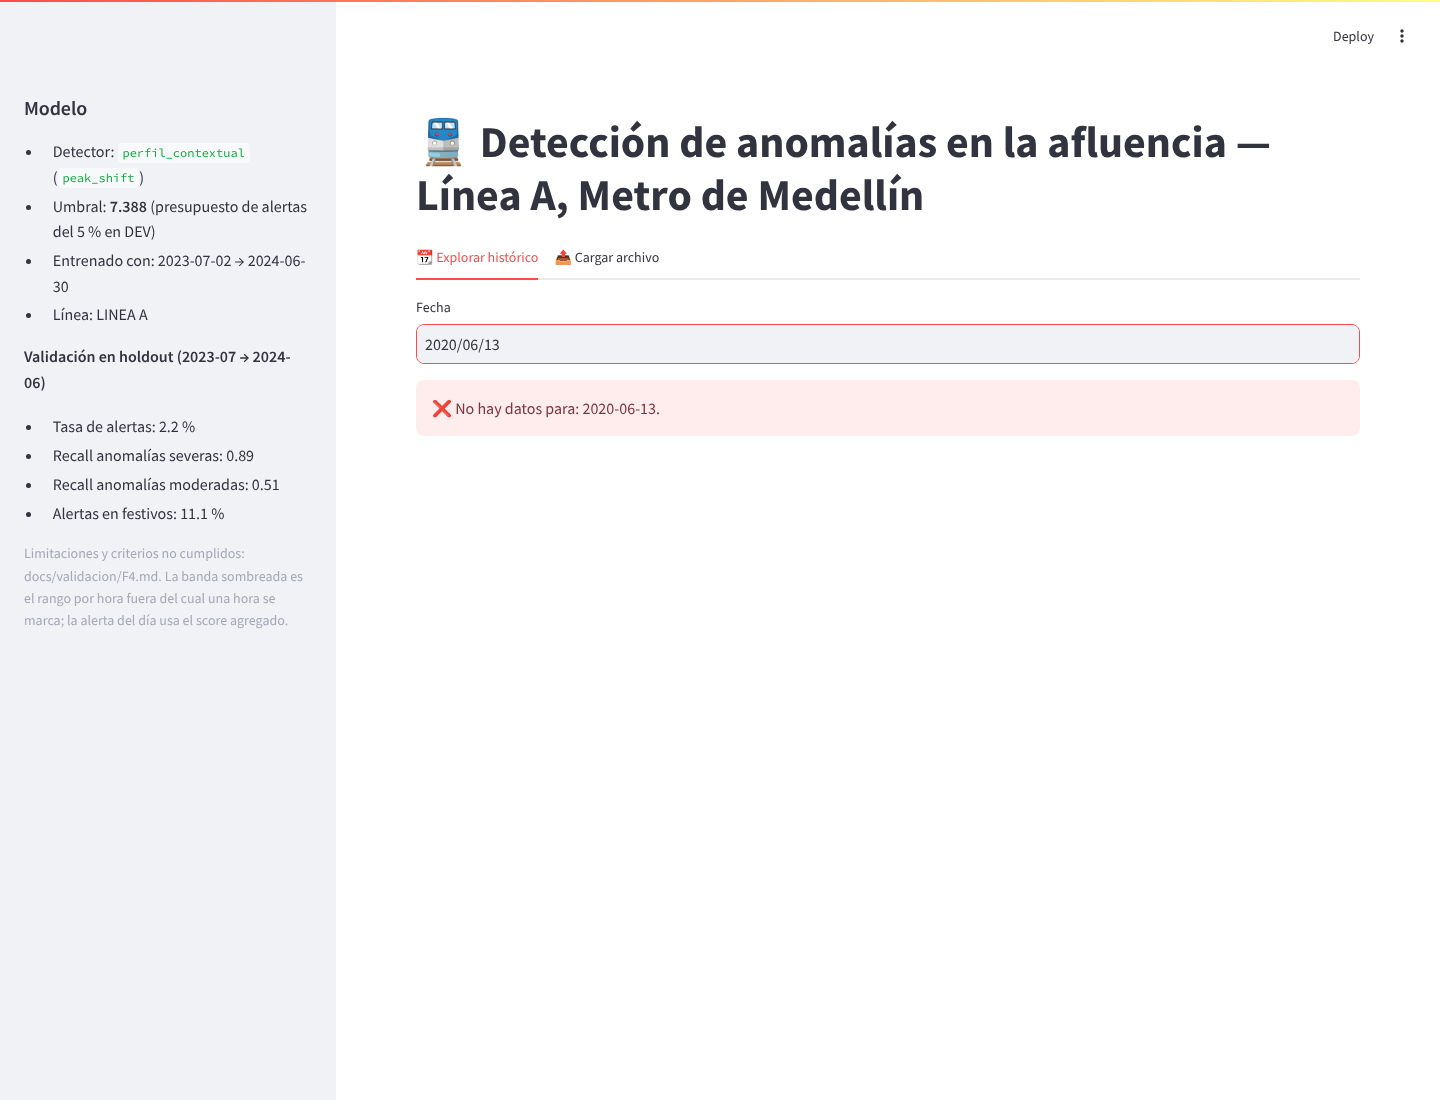 Deploy
Modelo
Detector: perfil_contextual
( peak_shift )
Umbral: 7.388 (presupuesto de alertas
del 5 % en DEV)
Entrenado con: 2023-07-02 → 2024-06-
30
Línea: LINEA A
Validación en holdout (2023-07 → 2024-
06)
Tasa de alertas: 2.2 %
Recall anomalías severas: 0.89
Recall anomalías moderadas: 0.51
Alertas en festivos: 11.1 %
Limitaciones y criterios no cumplidos:
docs/validacion/F4.md. La banda sombreada es
el rango por hora fuera del cual una hora se
marca; la alerta del día usa el score agregado.
Detección de anomalías en la afluencia —
Línea A, Metro de Medellín
Explorar histórico Cargar archivo
Fecha
2020/06/13
No hay datos para: 2020-06-13.